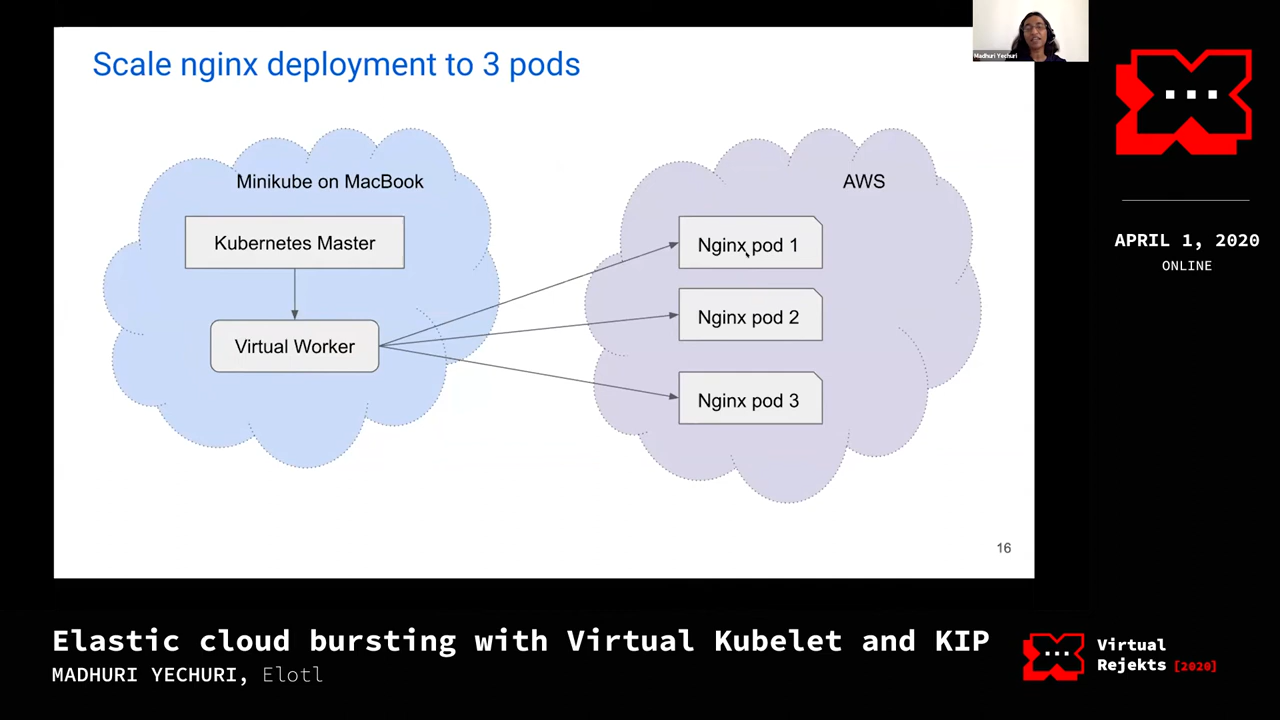 Scale nginx deployment to 3 pods
Madhuri Yechuri
Minikube on MacBook
Kubernetes Master
Virtual Worker
AWS
Nginx pod 1
Nginx pod 2
Nginx pod 3
16
APRIL 1, 2020
ONLINE
Elastic cloud bursting with Virtual Kubelet and KIP
MADHURI YECHURI, Elotl
Virtual
Rejekts [2020]